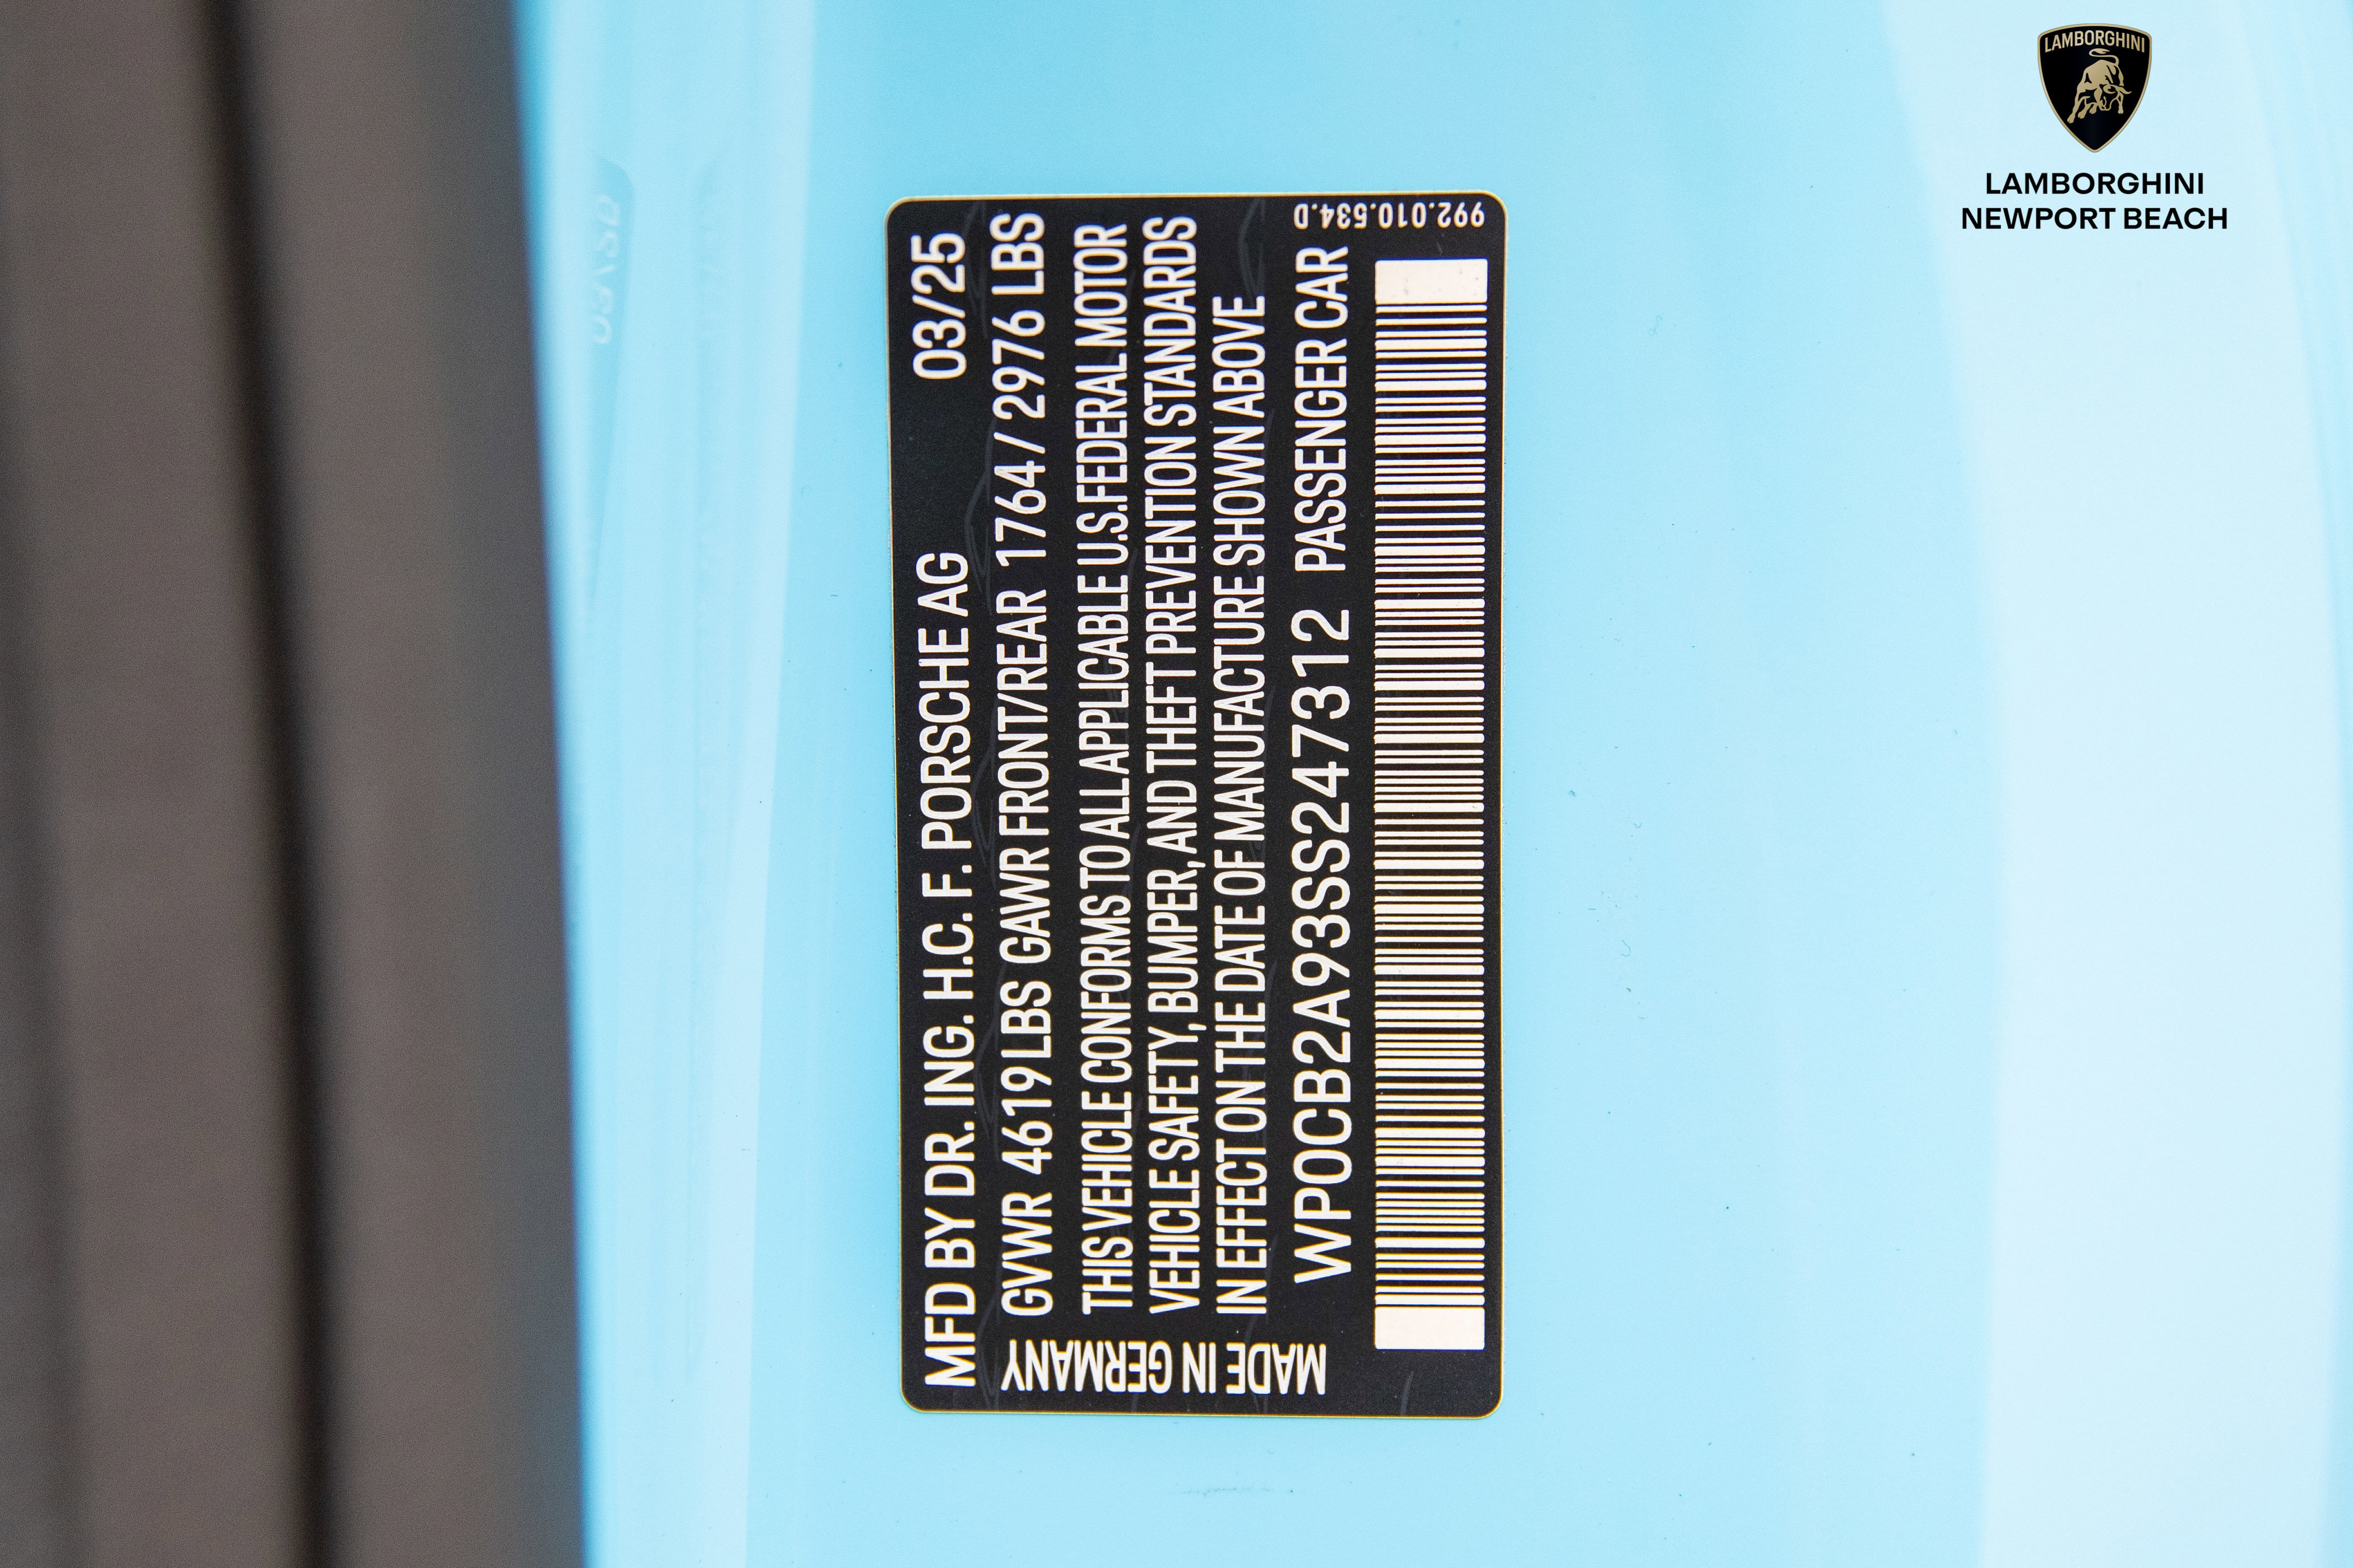 MFD BY DR. ING. H.C. F. PORSCHE AG 03/25
GVWR 4619 LBS GAWR FRONT/REAR 1764 / 2976 LBS
THIS VEHICLE CONFORMS TO ALL APPLICABLE U.S. FEDERAL MOTOR
VEHICLE SAFETY, BUMPER, AND THEFT PREVENTION STANDARDS
IN EFFECT ON THE DATE OF MANUFACTURE SHOWN ABOVE
WP0CB2A93SS247312 PASSENGER CAR
MADE IN GERMANY
992.010.534.D
LAMBORGHINI
LAMBORGHINI
NEWPORT BEACH